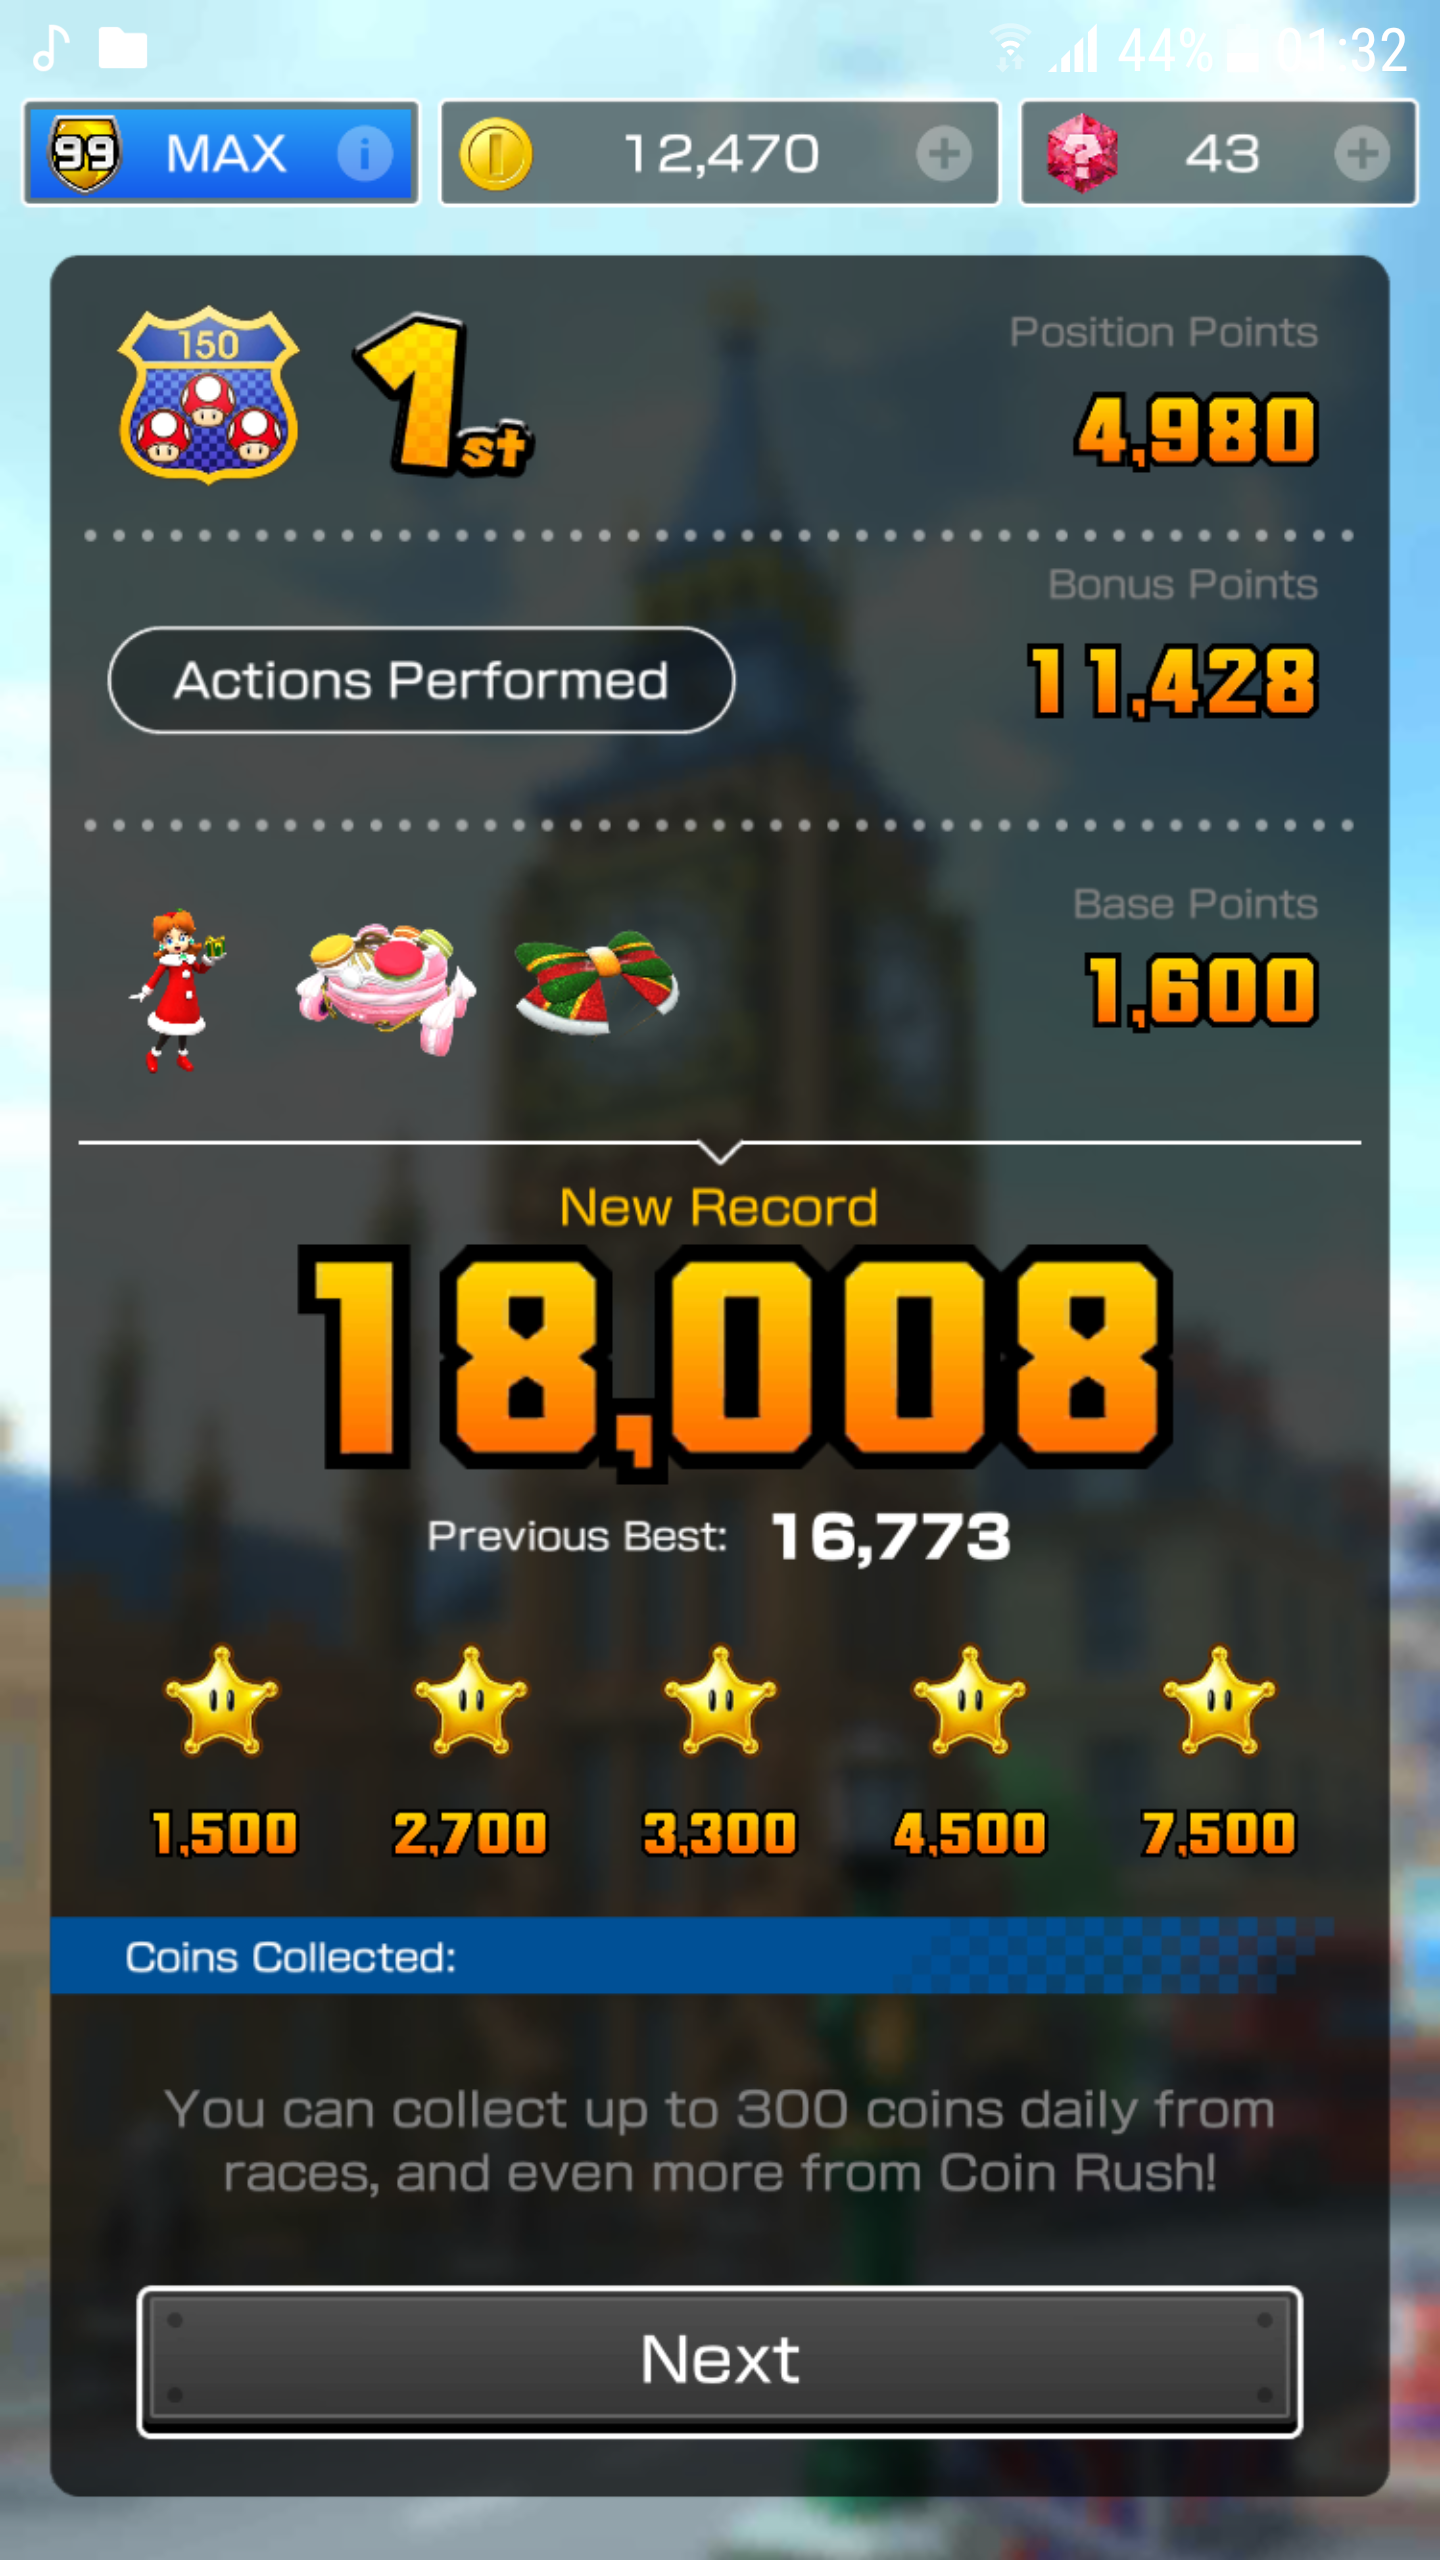 44% 01:32
99 MAX i 12,470 43
150 1st Position Points
4,980
Bonus Points
Actions Performed 11,428
Base Points
1,600
New Record
18,008
Previous Best: 16,773
1,500 2,700 3,300 4,500 7,500
Coins Collected:
You can collect up to 300 coins daily from
races, and even more from Coin Rush!
Next